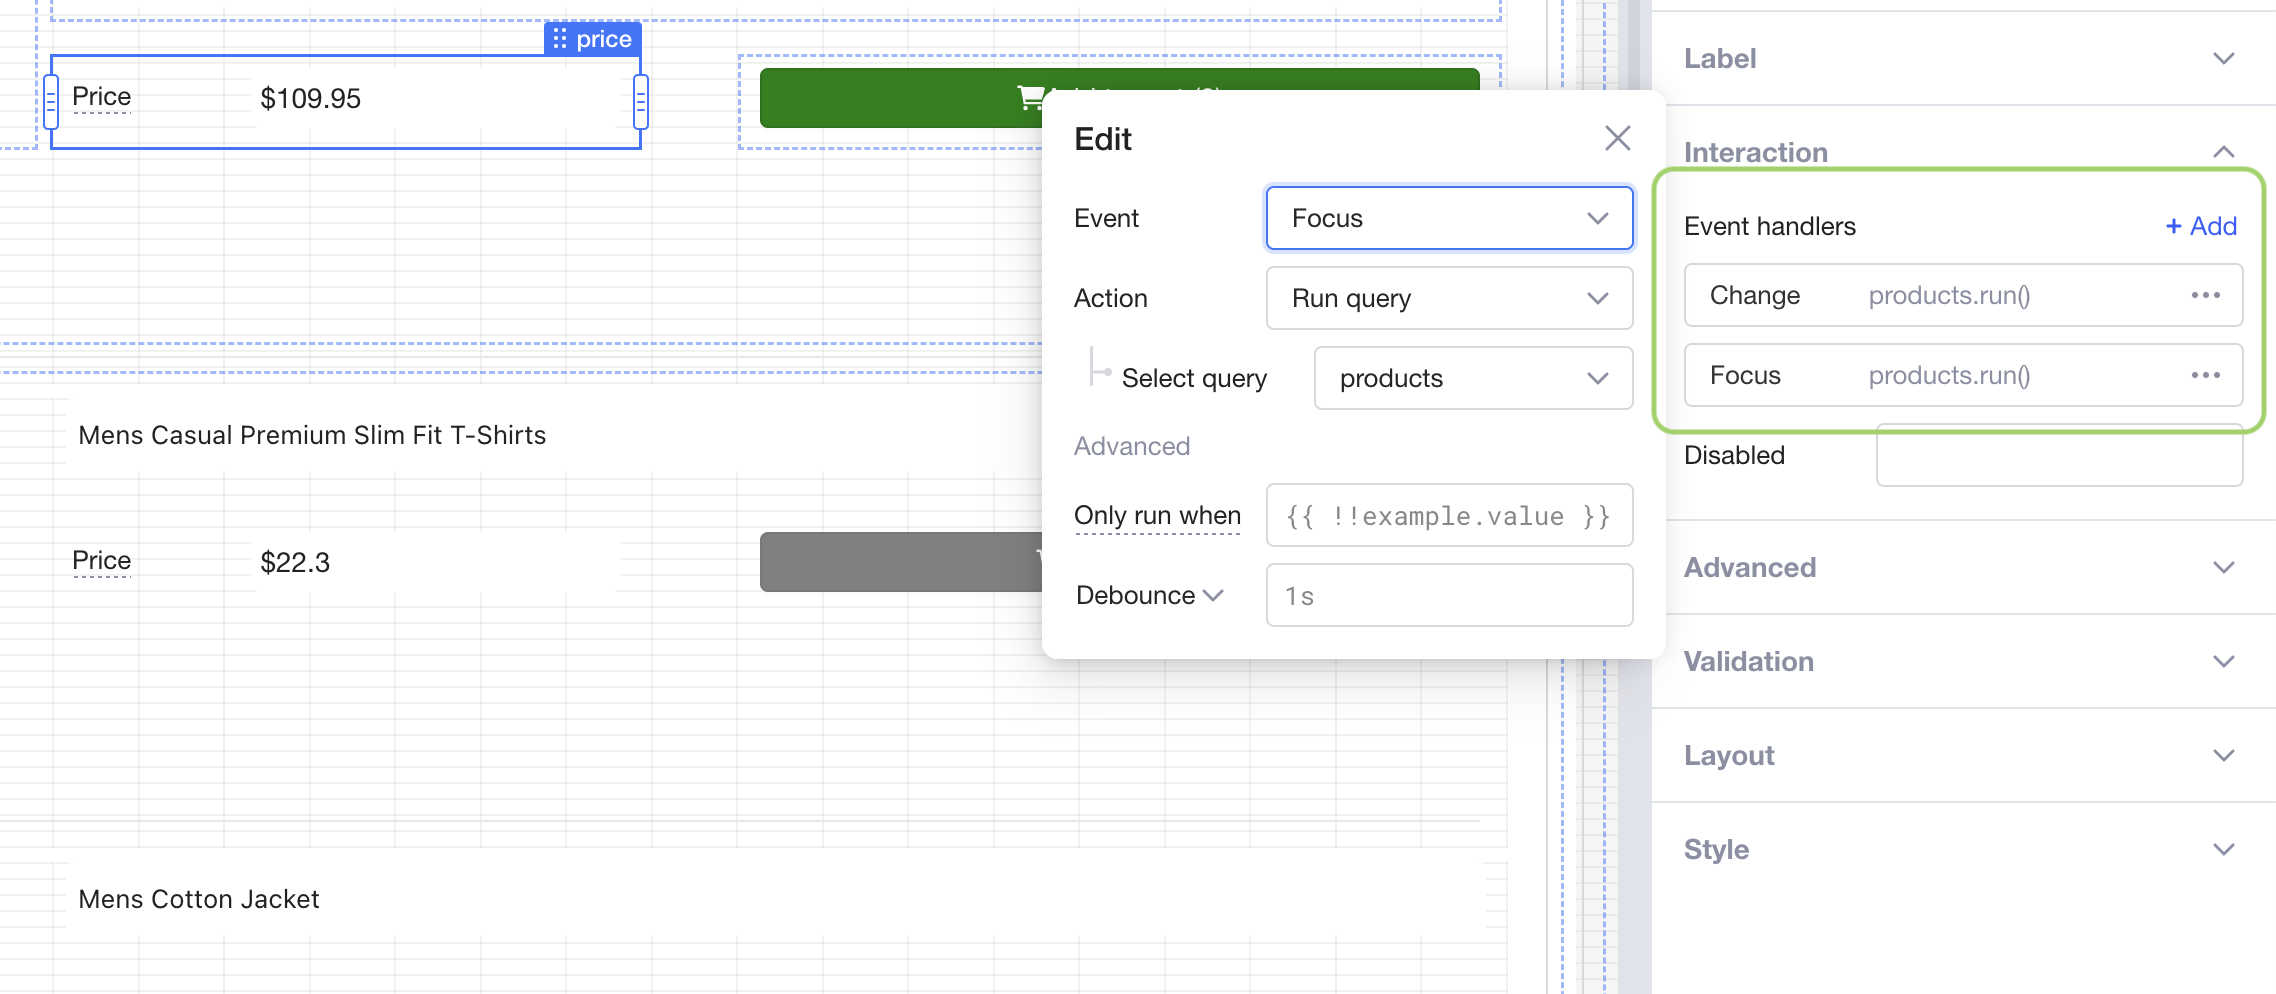 price
Price
$109.95
Edit
Event
Focus
Action
Run query
Select query
products
Advanced
Only run when
{{ !!example.value }}
Debounce
1s
Mens Casual Premium Slim Fit T-Shirts
Price
$22.3
Mens Cotton Jacket
Label
Interaction
Event handlers
+ Add
Change
products.run()
Focus
products.run()
Disabled
Advanced
Validation
Layout
Style